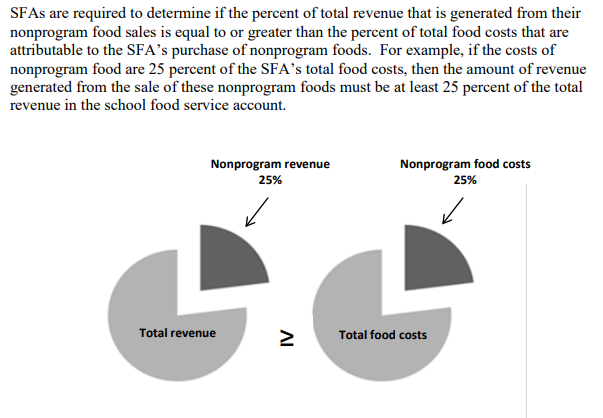 SFAs are required to determine if the percent of total revenue that is generated from their
nonprogram food sales is equal to or greater than the percent of total food costs that are
attributable to the SFA’s purchase of nonprogram foods.  For example, if the costs of
nonprogram food are 25 percent of the SFA’s total food costs, then the amount of revenue
generated from the sale of these nonprogram foods must be at least 25 percent of the total
revenue in the school food service account.
Nonprogram revenue
25%
Nonprogram food costs
25%
Total revenue
≥
Total food costs